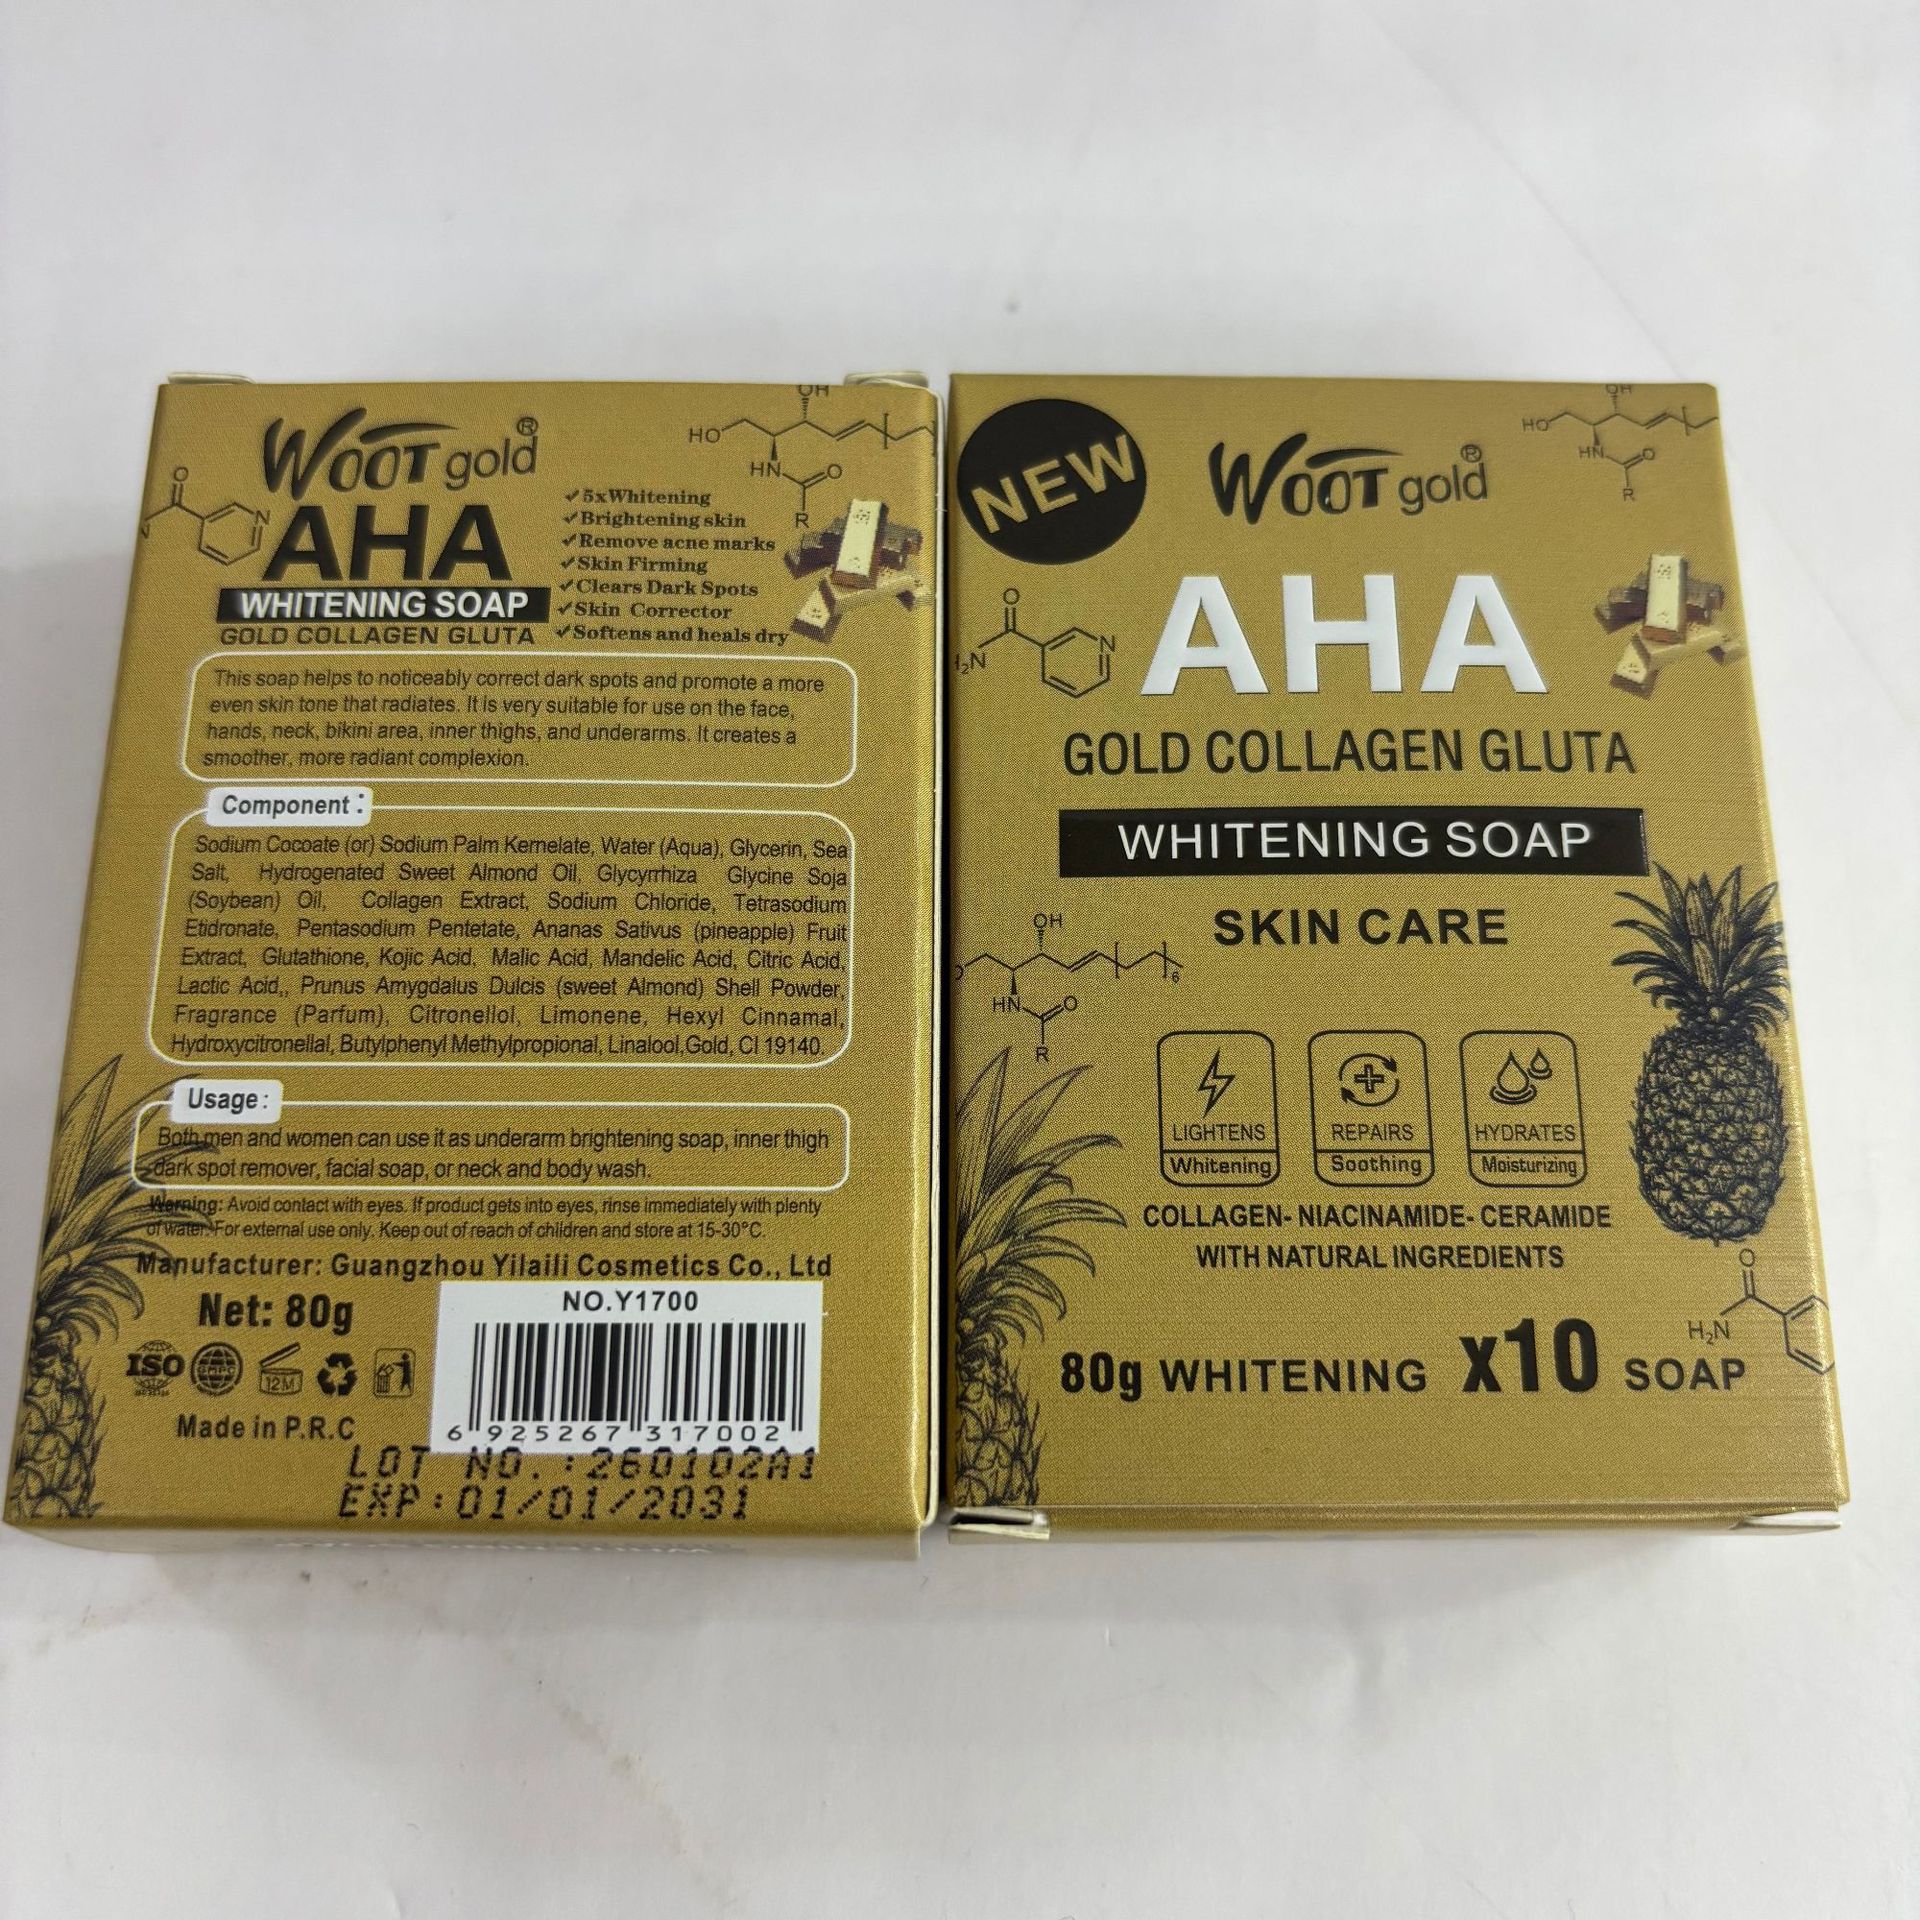 WOOT gold®
AHA
WHITENING SOAP
GOLD COLLAGEN GLUTA
OH
HO
HN
O
R
O
N
✓5xWhitening
✓Brightening skin
✓Remove acne marks
✓Skin Firming
✓Clears Dark Spots
✓Skin Corrector
✓Softens and heals dry
This soap helps to noticeably correct dark spots and promote a more
even skin tone that radiates. It is very suitable for use on the face,
hands, neck, bikini area, inner thighs, and underarms. It creates a
smoother, more radiant complexion.
Component :
Sodium Cocoate (or) Sodium Palm Kernelate, Water (Aqua), Glycerin, Sea
Salt, Hydrogenated Sweet Almond Oil, Glycyrrhiza Glycine Soja
(Soybean) Oil, Collagen Extract, Sodium Chloride, Tetrasodium
Etidronate, Pentasodium Pentetate, Ananas Sativus (pineapple) Fruit
Extract, Glutathione, Kojic Acid, Malic Acid, Mandelic Acid, Citric Acid,
Lactic Acid,, Prunus Amygdalus Dulcis (sweet Almond) Shell Powder,
Fragrance (Parfum), Citronellol, Limonene, Hexyl Cinnamal,
Hydroxycitronellal, Butylphenyl Methylpropional, Linalool,Gold, CI 19140.
Usage :
Both men and women can use it as underarm brightening soap, inner thigh
dark spot remover, facial soap, or neck and body wash.
Warning: Avoid contact with eyes. If product gets into eyes, rinse immediately with plenty
of water. For external use only. Keep out of reach of children and store at 15-30°C.
Manufacturer: Guangzhou Yilaili Cosmetics Co., Ltd
Net: 80g
ISO
GMPC
12M
Made in P.R.C
NO.Y1700
6 925267 317002
LOT NO.:260102A1
EXP:01/01/2031
NEW
WOOT gold®
OH
HO
HN
O
R
O
N
AHA
GOLD COLLAGEN GLUTA
WHITENING SOAP
SKIN CARE
OH
HN
O
R
6
LIGHTENS
Whitening
REPAIRS
Soothing
HYDRATES
Moisturizing
COLLAGEN- NIACINAMIDE- CERAMIDE
WITH NATURAL INGREDIENTS
O
H₂N
80g WHITENING x10 SOAP